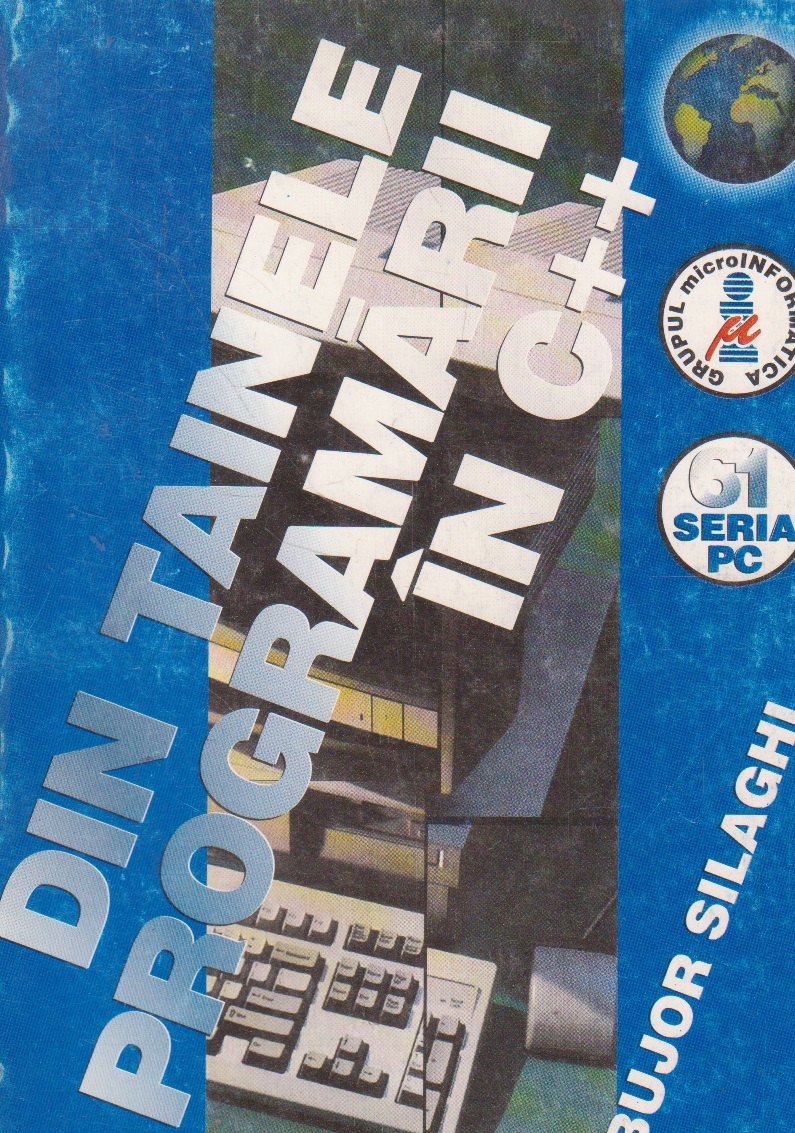 DIN TAINELE
PROGRAMĂRII
ÎN C++
GRUPUL microINFORMATICA
µ
61
SERIA
PC
BUJOR SILAGHI